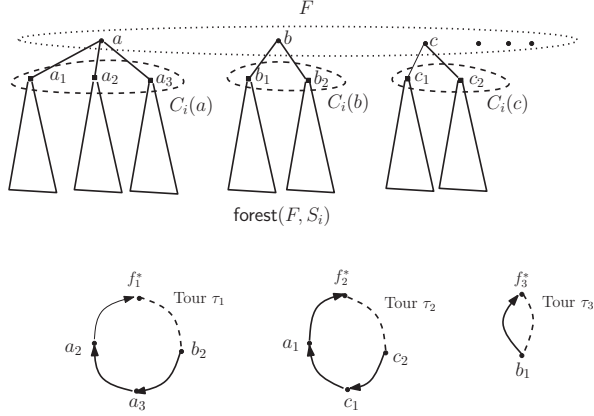 F
a b c
a₁ a₂ a₃ b₁ b₂ c₁ c₂
Cᵢ(a) Cᵢ(b) Cᵢ(c)
forest(F, Sᵢ)
f₁* Tour τ₁
a₂ b₂
a₃
f₂* Tour τ₂
a₁ c₂
c₁
f₃* Tour τ₃
b₁